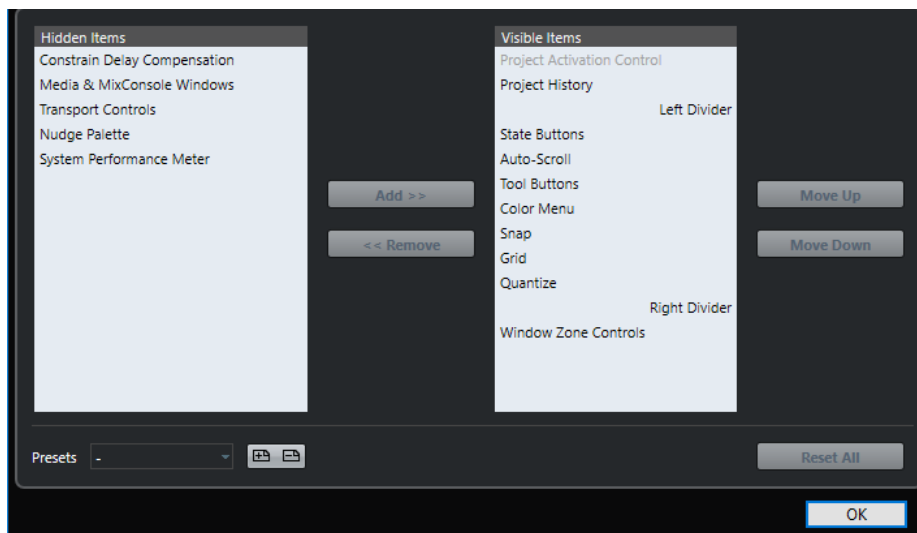 Hidden Items
Constrain Delay Compensation
Media & MixConsole Windows
Transport Controls
Nudge Palette
System Performance Meter
Add >>
<< Remove
Visible Items
Project Activation Control
Project History
Left Divider
State Buttons
Auto-Scroll
Tool Buttons
Color Menu
Snap
Grid
Quantize
Right Divider
Window Zone Controls
Move Up
Move Down
Presets -
Reset All
OK